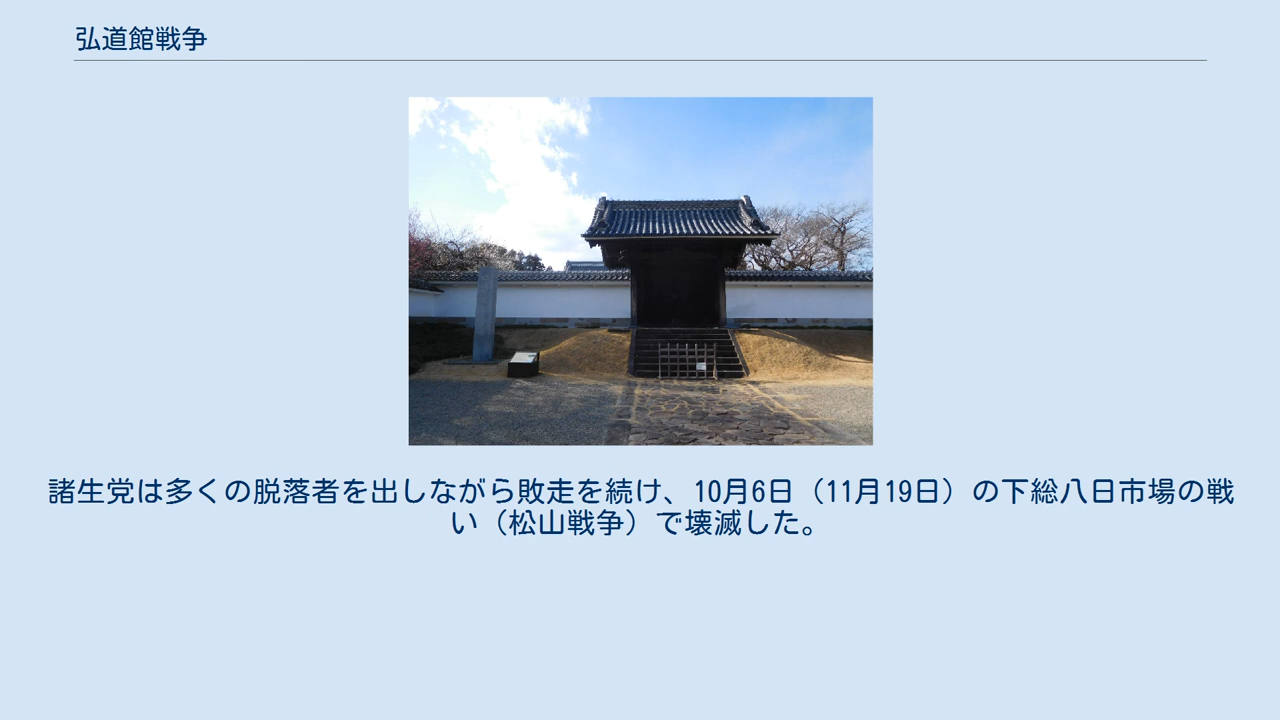 弘道館戦争
諸生党は多くの脱落者を出しながら敗走を続け、10月6日（11月19日）の下総八日市場の戦
い（松山戦争）で壊滅した。